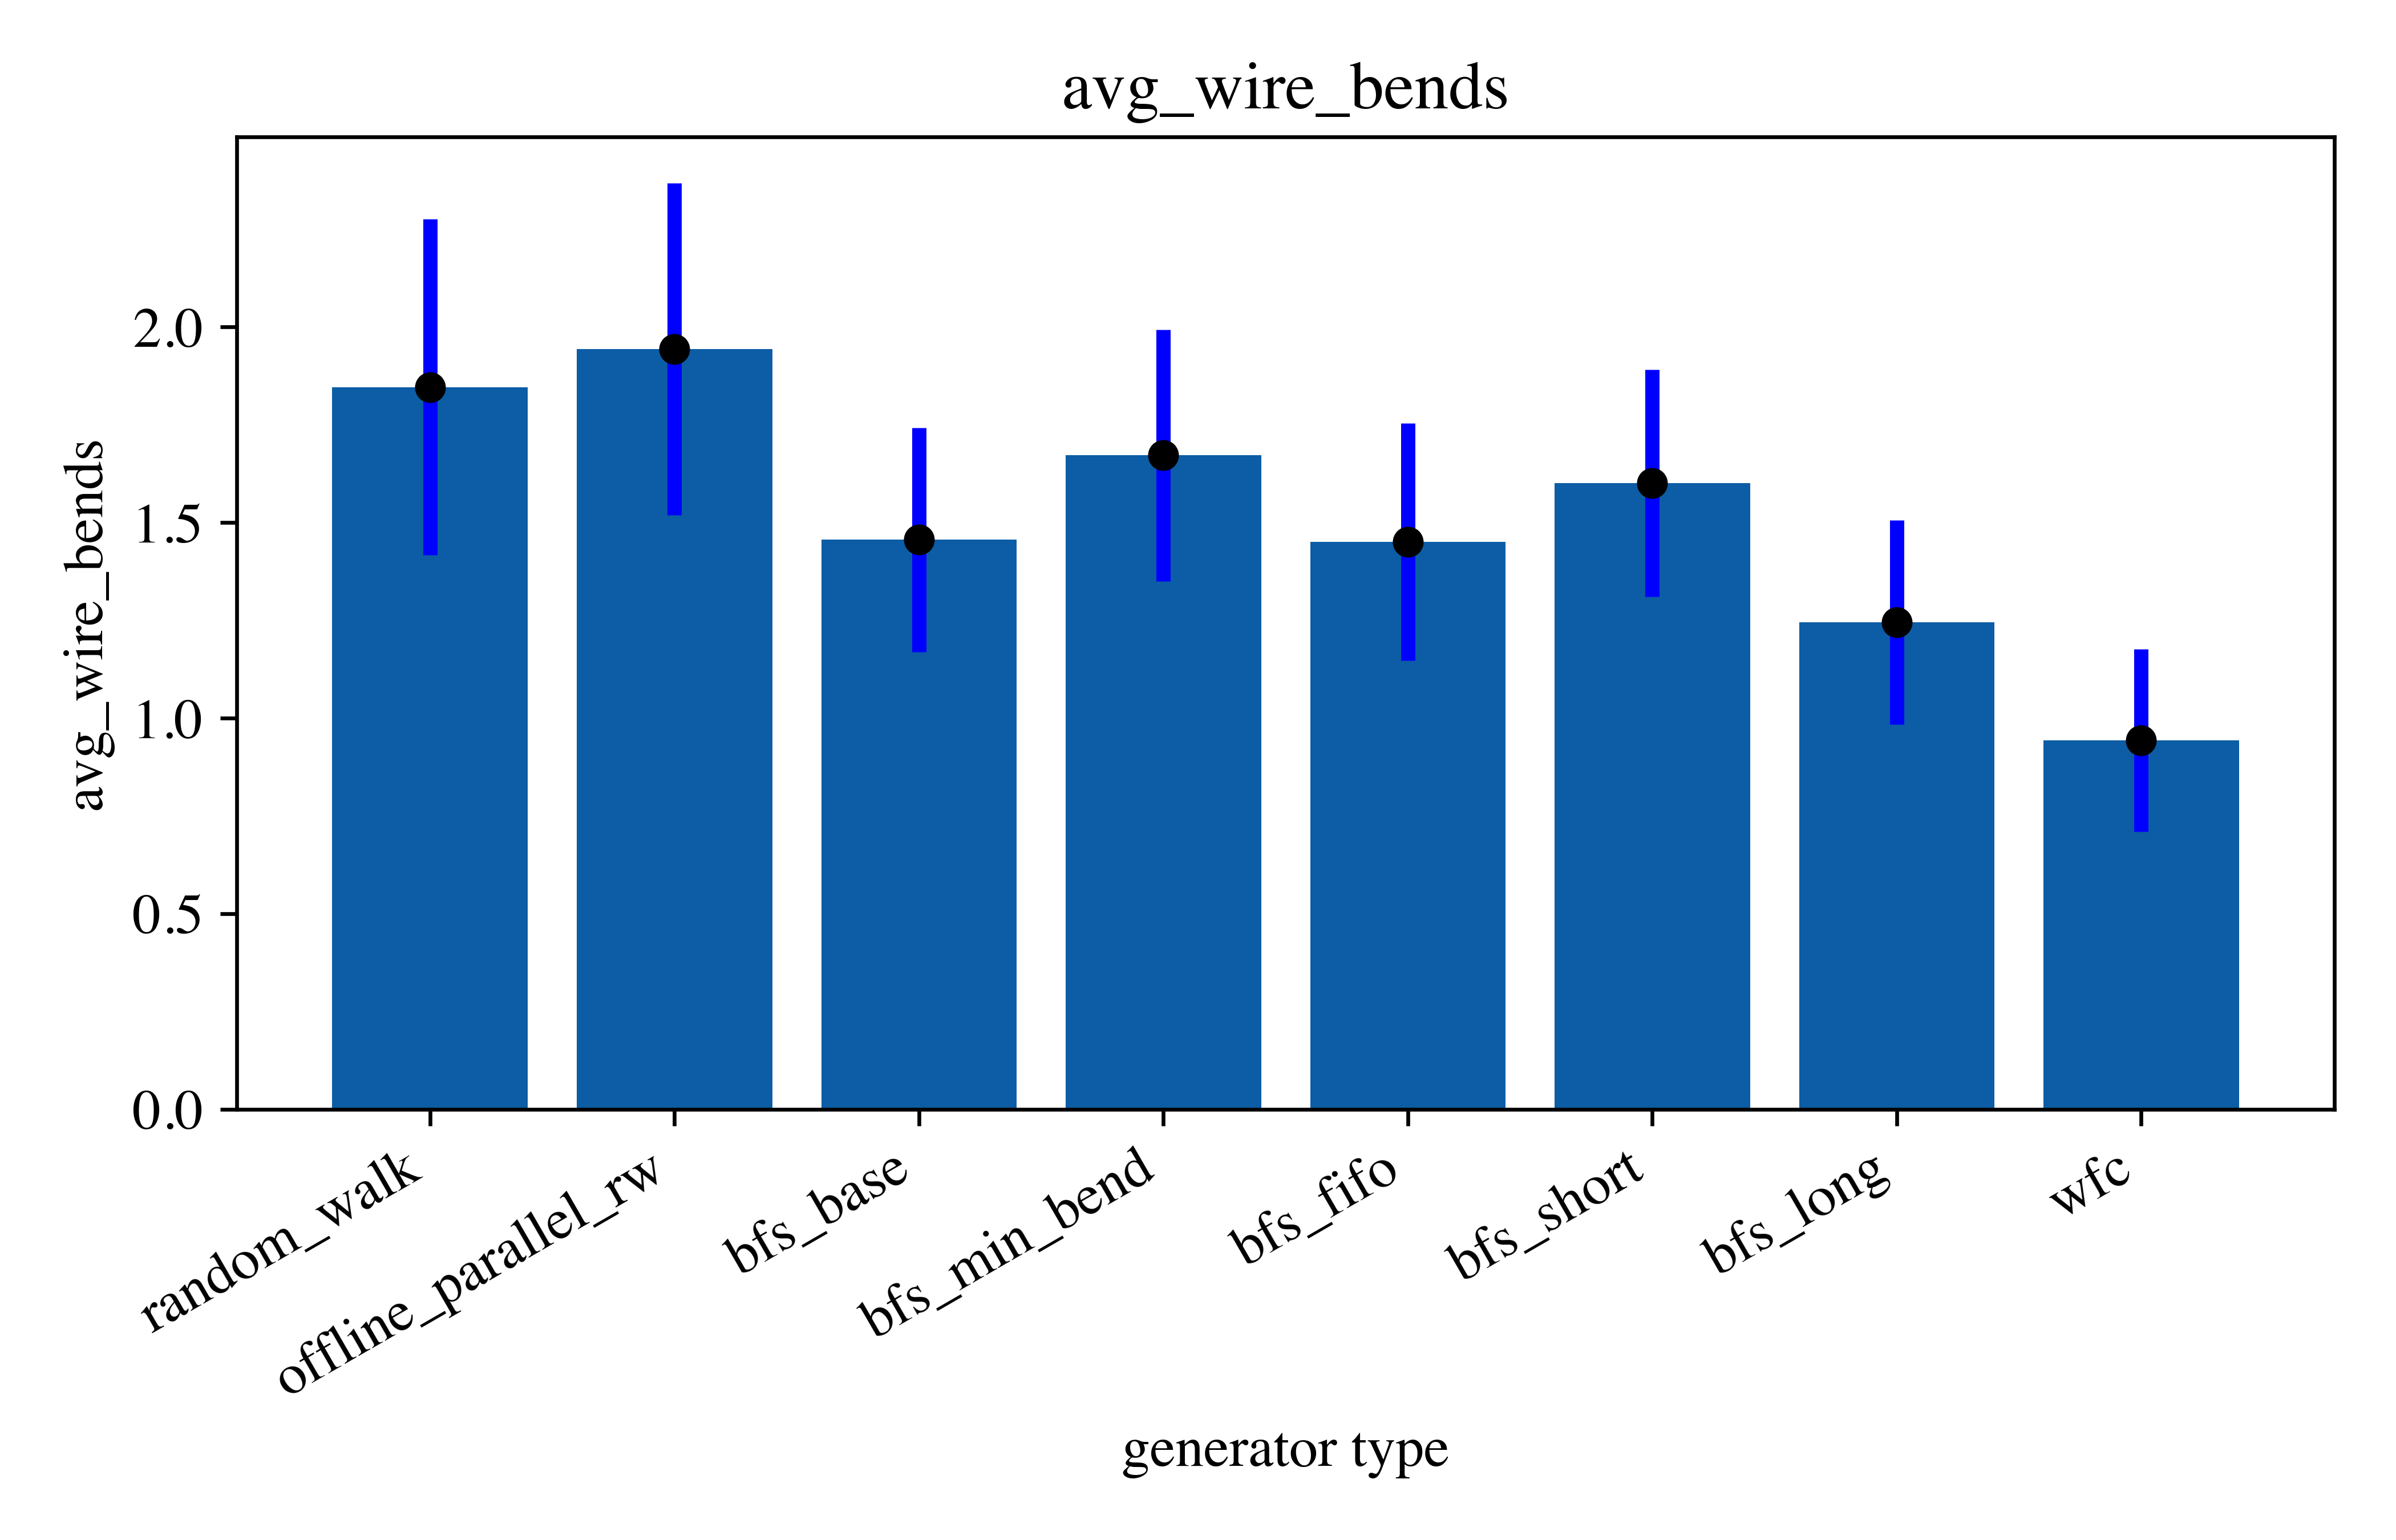 avg_wire_bends
avg_wire_bends
2.0
1.5
1.0
0.5
0.0
random_walk
offline_parallel_rw
bfs_base
bfs_min_bend
bfs_fifo
bfs_short
bfs_long
wfc
generator type